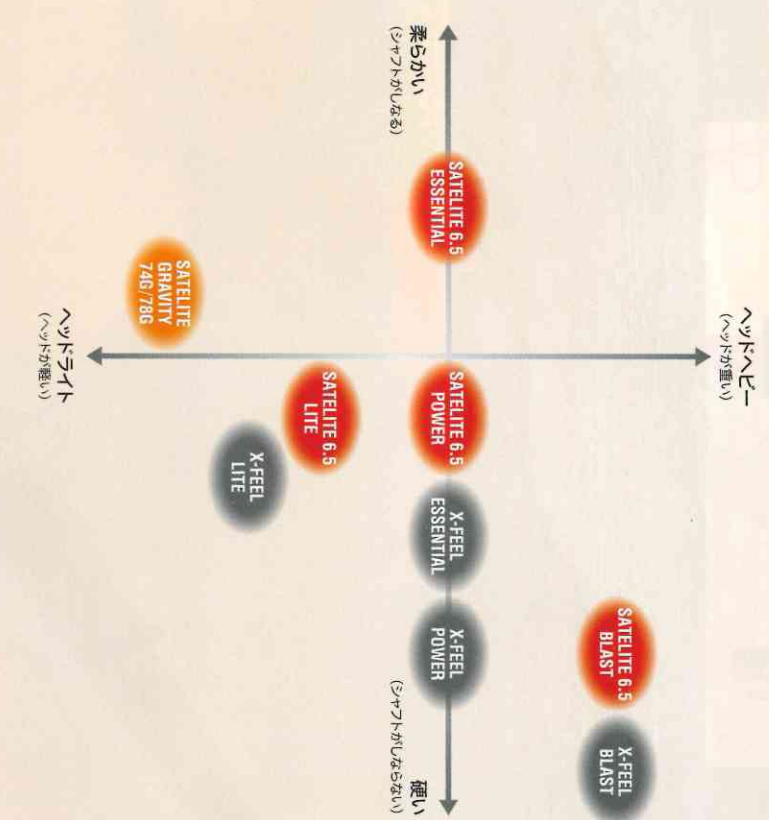 ヘッドヘビー
(ヘッドが重い)
SATELITE 6.5
BLAST
X-FEEL
BLAST
柔らかい
(シャフトがしなる)
SATELITE 6.5
ESSENTIAL
SATELITE 6.5
POWER
X-FEEL
ESSENTIAL
X-FEEL
POWER
硬い
(シャフトがしならない)
SATELITE 6.5
LITE
X-FEEL
LITE
SATELITE
GRAVITY
74G/78G
ヘッドライト
(ヘッドが軽い)